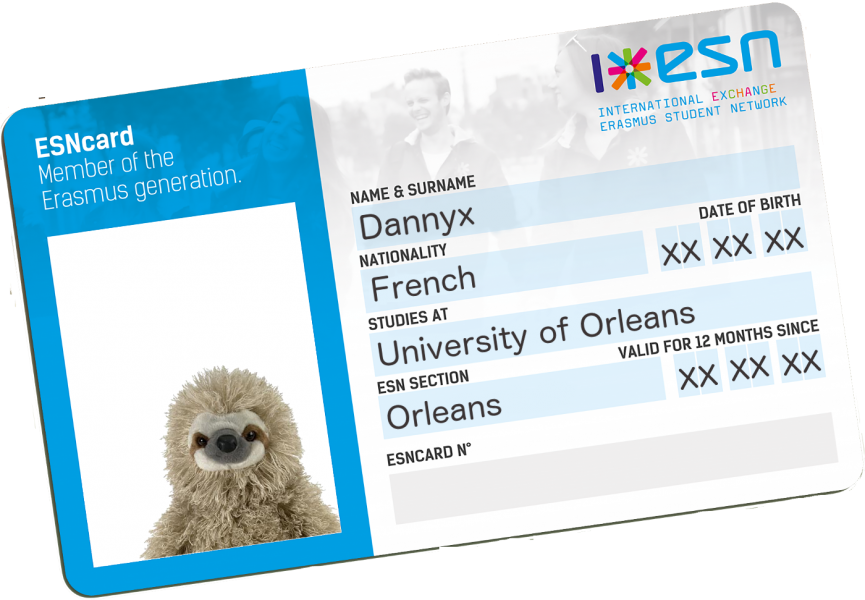 ESNcard
Member of the
Erasmus generation.
esn
INTERNATIONAL EXCHANGE
ERASMUS STUDENT NETWORK
NAME & SURNAME
Dannyx
DATE OF BIRTH
NATIONALITY
French
XX XX XX
STUDIES AT
University of Orleans
VALID FOR 12 MONTHS SINCE
ESN SECTION
Orleans
XX XX XX
ESNCARD N°